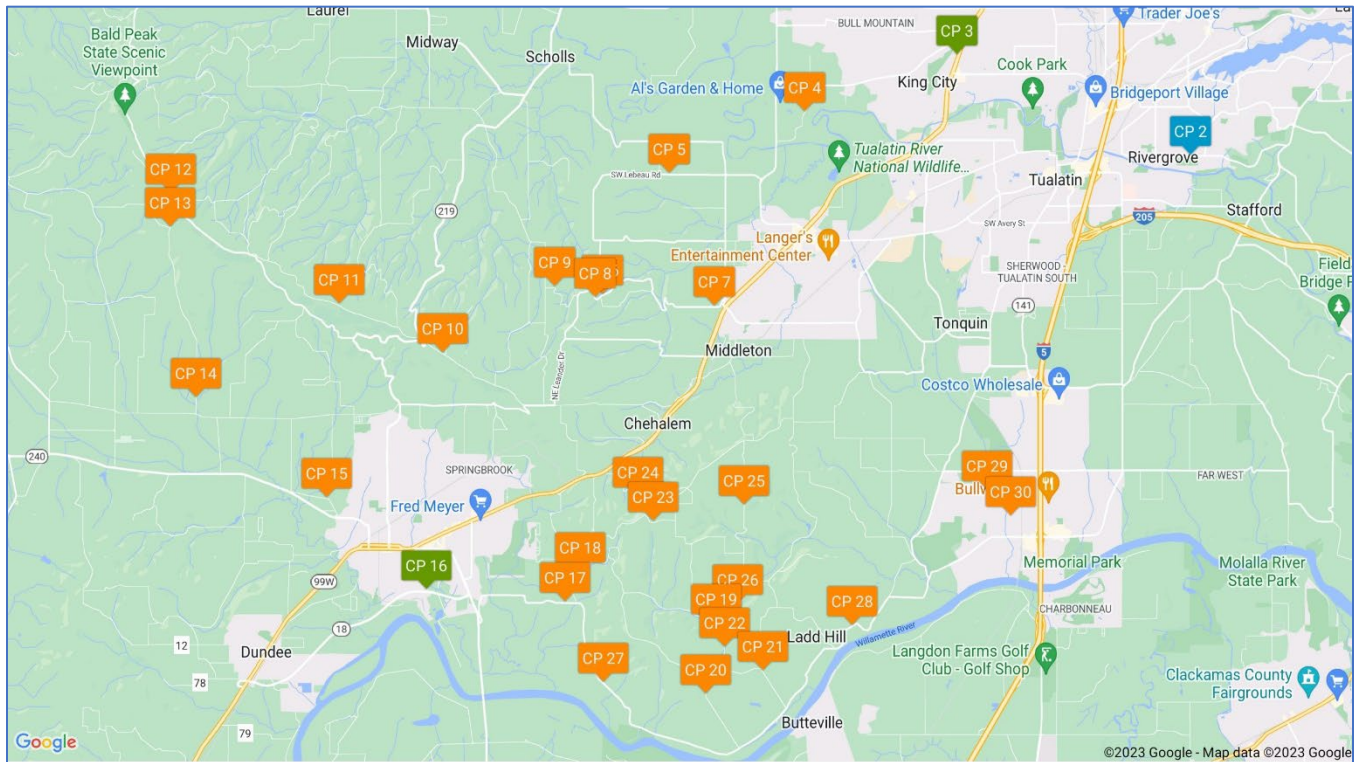 Laurel
Bald Peak
State Scenic
Viewpoint
Midway
Scholls
BULL MOUNTAIN
CP 3
Trader Joe's
Al's Garden & Home
CP 4
King City
Cook Park
Bridgeport Village
CP 2
Rivergrove
CP 5
SW Lebeau Rd
Tualatin River
National Wildlife...
Tualatin
CP 12
CP 13
219
SW Avery St
205
Stafford
Langer's
Entertainment Center
CP 9
CP 8
CP 7
CP 11
SHERWOOD -
TUALATIN SOUTH
Field
Bridge
141
CP 10
Tonquin
Middleton
5
CP 14
NE Leander Dr
Costco Wholesale
Chehalem
240
CP 15
SPRINGBROOK
CP 24
CP 23
CP 25
CP 29
CP 30
FAR WEST
Fred Meyer
CP 18
CP 17
CP 16
99W
CP 26
CP 19
CP 22
CP 21
CP 28
Memorial Park
Molalla River
State Park
CHARBONNEAU
18
12
Dundee
78
79
CP 27
CP 20
Ladd Hill
Willamette River
Langdon Farms Golf
Club - Golf Shop
Clackamas County
Fairgrounds
Butteville
Google
©2023 Google - Map data ©2023 Google